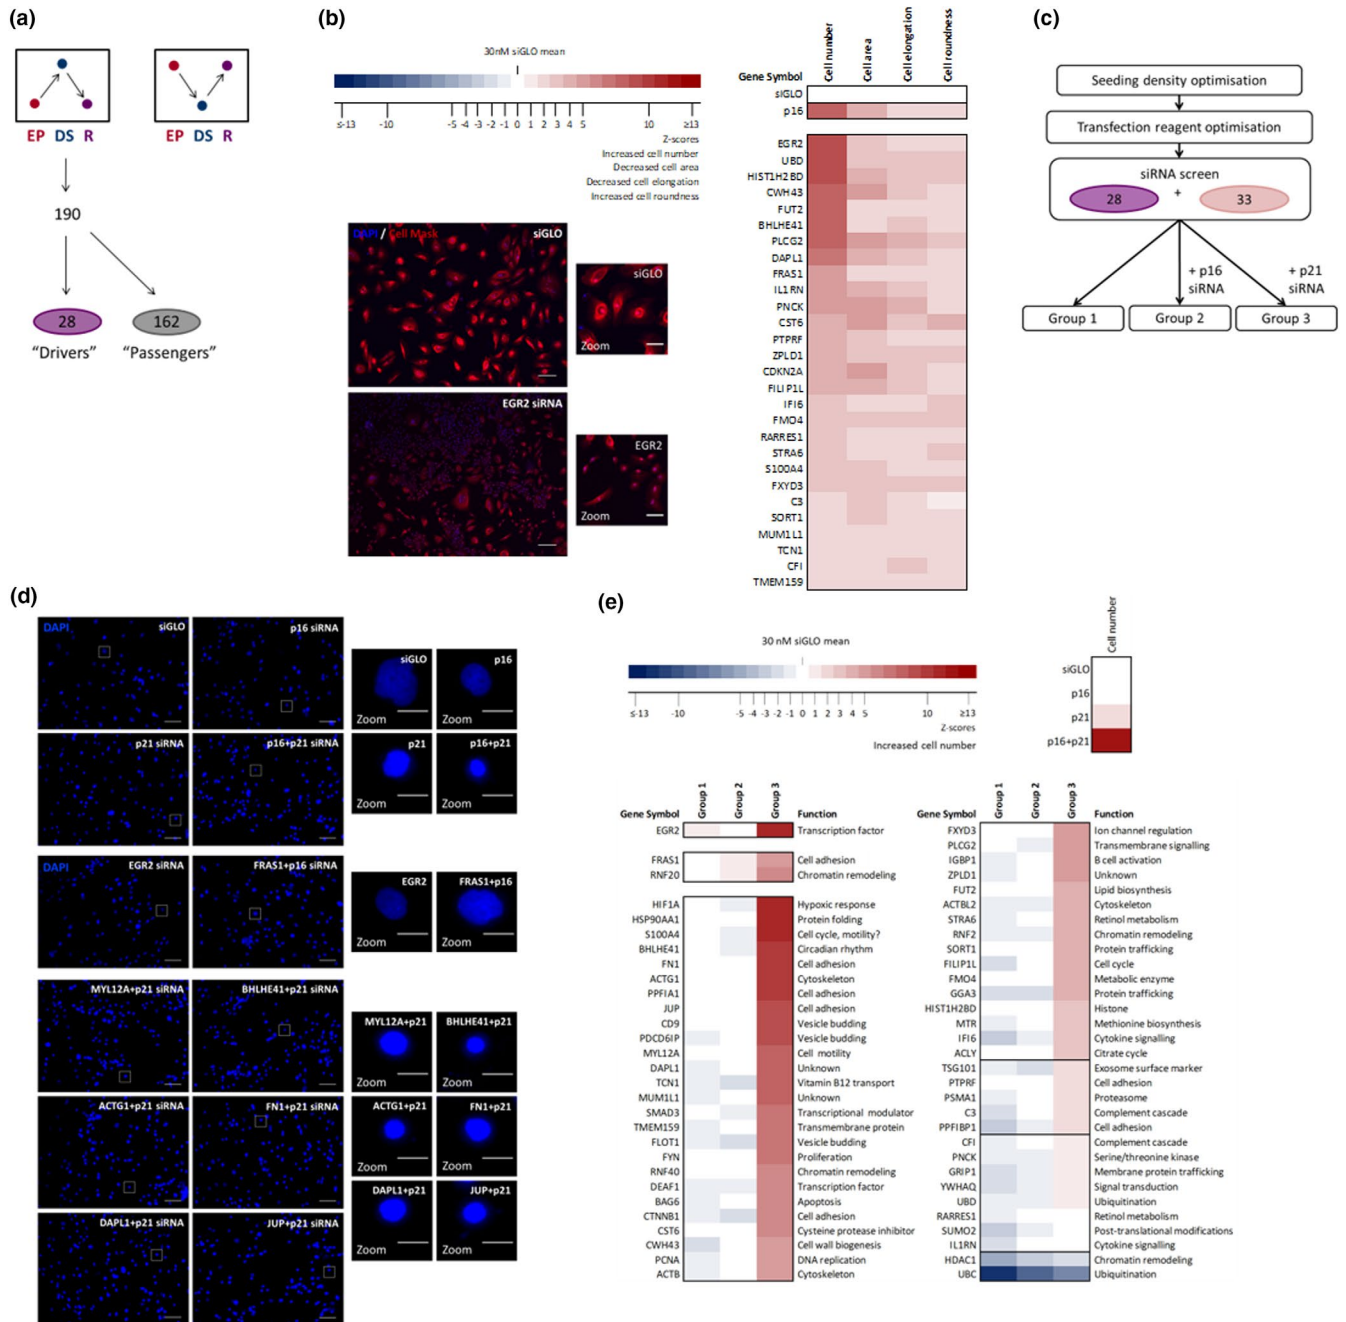 (a)
EP DS R
EP DS R
190
28
162
“Drivers”
“Passengers”
(b)
30nM siGLO mean
≤-13 -10 -5 -4 -3 -2 -1 0 1 2 3 4 5 10 ≥13
Z-scores
Increased cell number
Decreased cell area
Decreased cell elongation
Increased cell roundness
DAPI / Cell Mask
siGLO
siGLO
Zoom
EGR2 siRNA
EGR2
Zoom
Gene Symbol
Cell number
Cell area
Cell elongation
Cell roundness
siGLO
p16
EGR2
UBD
HIST1H2BD
CWH43
FUT2
BHLHE41
PLCG2
DAPL1
FRAS1
IL1RN
PNCK
CST6
PTPRF
ZPLD1
CDKN2A
FILIP1L
IFI6
FMO4
RARRES1
STRA6
S100A4
FXYD3
C3
SORT1
MUM1L1
TCN1
CFI
TMEM159
(c)
Seeding density optimisation
Transfection reagent optimisation
siRNA screen
28 + 33
+ p16
siRNA
+ p21
siRNA
Group 1
Group 2
Group 3
(d)
DAPI
siGLO
p16 siRNA
siGLO
Zoom
p16
Zoom
p21 siRNA
p16+p21 siRNA
p21
Zoom
p16+p21
Zoom
DAPI
EGR2 siRNA
FRAS1+p16 siRNA
EGR2
Zoom
FRAS1+p16
Zoom
MYL12A+p21 siRNA
BHLHE41+p21 siRNA
MYL12A+p21
Zoom
BHLHE41+p21
Zoom
ACTG1+p21 siRNA
FN1+p21 siRNA
ACTG1+p21
Zoom
FN1+p21
Zoom
DAPL1+p21 siRNA
JUP+p21 siRNA
DAPL1+p21
Zoom
JUP+p21
Zoom
(e)
30 nM siGLO mean
≤-13 -10 -5 -4 -3 -2 -1 0 1 2 3 4 5 10 ≥13
Z-scores
Increased cell number
Cell number
siGLO
p16
p21
p16+p21
Gene Symbol Group 1 Group 2 Group 3 Function
EGR2 Transcription factor
FRAS1 Cell adhesion
RNF20 Chromatin remodeling
HIF1A Hypoxic response
HSP90AA1 Protein folding
S100A4 Cell cycle, motility?
BHLHE41 Circadian rhythm
FN1 Cell adhesion
ACTG1 Cytoskeleton
PPFIA1 Cell adhesion
JUP Cell adhesion
CD9 Vesicle budding
PDCD6IP Vesicle budding
MYL12A Cell motility
DAPL1 Unknown
TCN1 Vitamin B12 transport
MUM1L1 Unknown
SMAD3 Transcriptional modulator
TMEM159 Transmembrane protein
FLOT1 Vesicle budding
FYN Proliferation
RNF40 Chromatin remodeling
DEAF1 Transcription factor
BAG6 Apoptosis
CTNNB1 Cell adhesion
CST6 Cysteine protease inhibitor
CWH43 Cell wall biogenesis
PCNA DNA replication
ACTB Cytoskeleton
Gene Symbol Group 1 Group 2 Group 3 Function
FXYD3 Ion channel regulation
PLCG2 Transmembrane signalling
IGBP1 B cell activation
ZPLD1 Unknown
FUT2 Lipid biosynthesis
ACTBL2 Cytoskeleton
STRA6 Retinol metabolism
RNF2 Chromatin remodeling
SORT1 Protein trafficking
FILIP1L Cell cycle
FMO4 Metabolic enzyme
GGA3 Protein trafficking
HIST1H2BD Histone
MTR Methionine biosynthesis
IFI6 Cytokine signalling
ACLY Citrate cycle
TSG101 Exosome surface marker
PTPRF Cell adhesion
PSMA1 Proteasome
C3 Complement cascade
PPFIBP1 Cell adhesion
CFI Complement cascade
PNCK Serine/threonine kinase
GRIP1 Membrane protein trafficking
YWHAQ Signal transduction
UBD Ubiquitination
RARRES1 Retinol metabolism
SUMO2 Post-translational modifications
IL1RN Cytokine signalling
HDAC1 Chromatin remodeling
UBC Ubiquitination